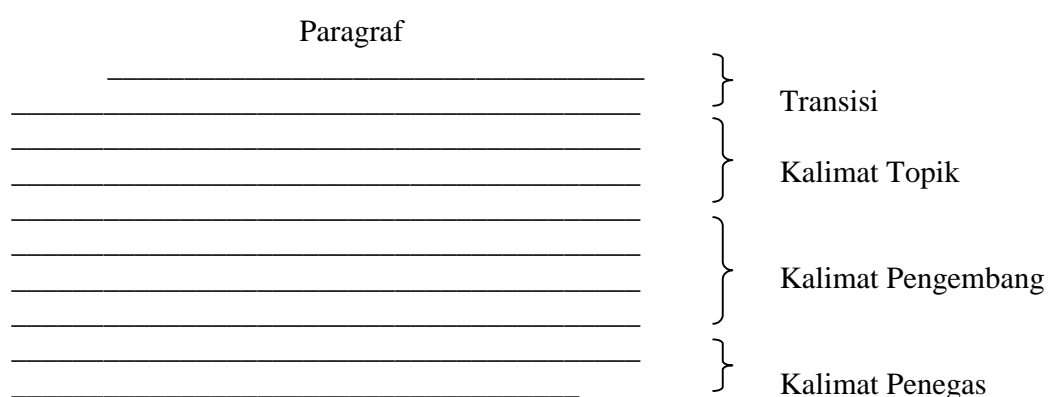 Paragraf
Transisi
Kalimat Topik
Kalimat Pengembang
Kalimat Penegas